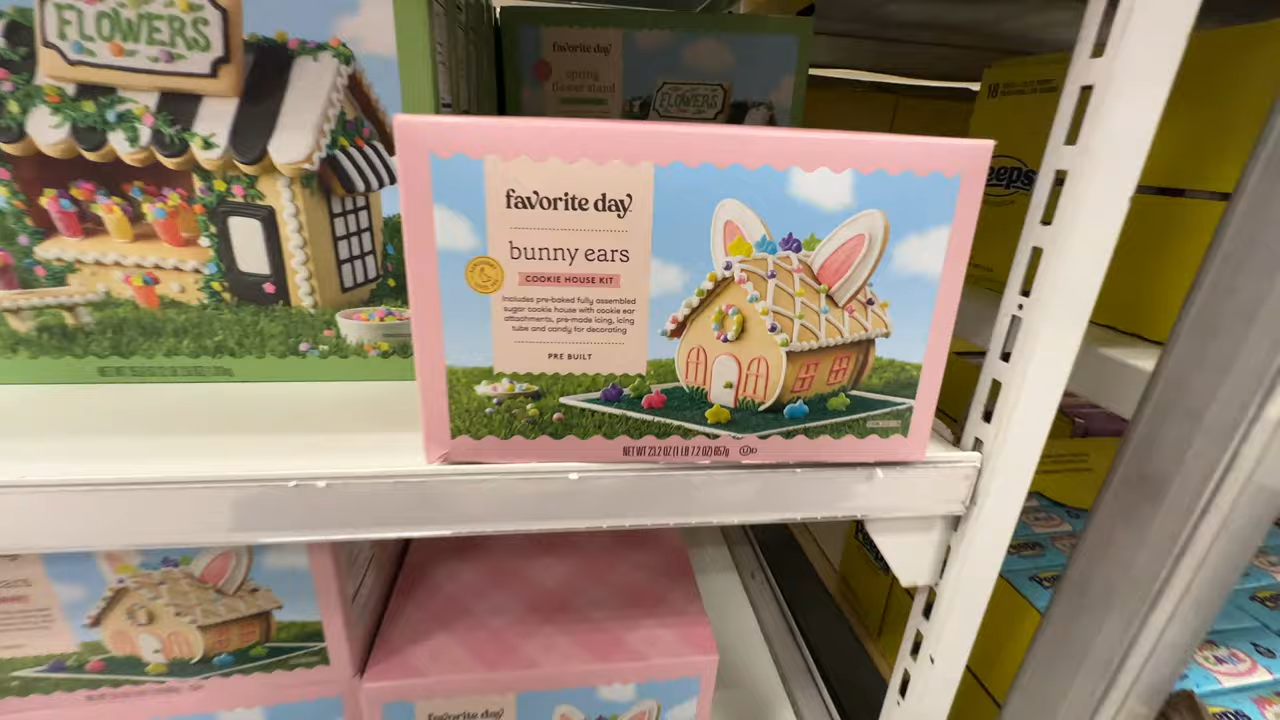 FLOWERS
favorite day
spring
flower stand
FLOWERS
18
eeps
favorite day
bunny ears
COOKIE HOUSE KIT
Includes pre-baked fully assembled
sugar cookie house with cookie ear
attachments, pre-made icing, icing
tube and candy for decorating
PRE BUILT
NET WT 23.2 OZ (1 LB 7.2 OZ) 657g
favorite day